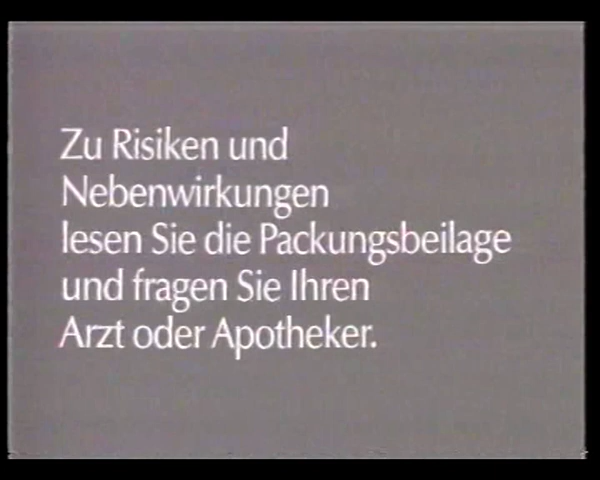 Zu Risiken und
Nebenwirkungen
lesen Sie die Packungsbeilage
und fragen Sie Ihren
Arzt oder Apotheker.